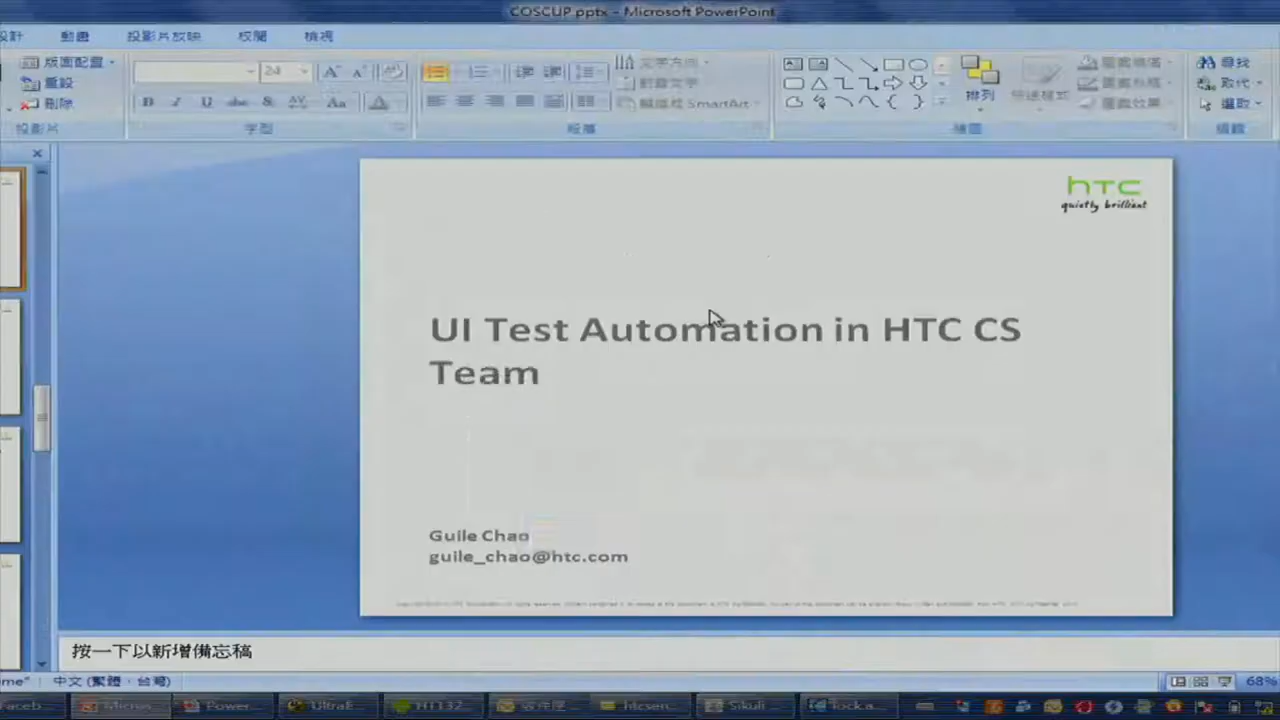 COSCUP.pptx - Microsoft PowerPoint
設計 動畫 投影片放映 校閱 檢視
版面配置
重設
刪除
投影片
24
字型
文字方向
對齊文字
轉換成 SmartArt
段落
排列
快速樣式
圖案填滿
圖案外框
圖案效果
繪圖
尋找
取代
選取
編輯
hTC
quietly brilliant
UI Test Automation in HTC CS
Team
Guile Chao
guile_chao@htc.com
按一下以新增備忘稿
中文 (繁體，台灣)
68%
Faceb
Micros
Power
UltraE
HT132
htcsen
Sikuli